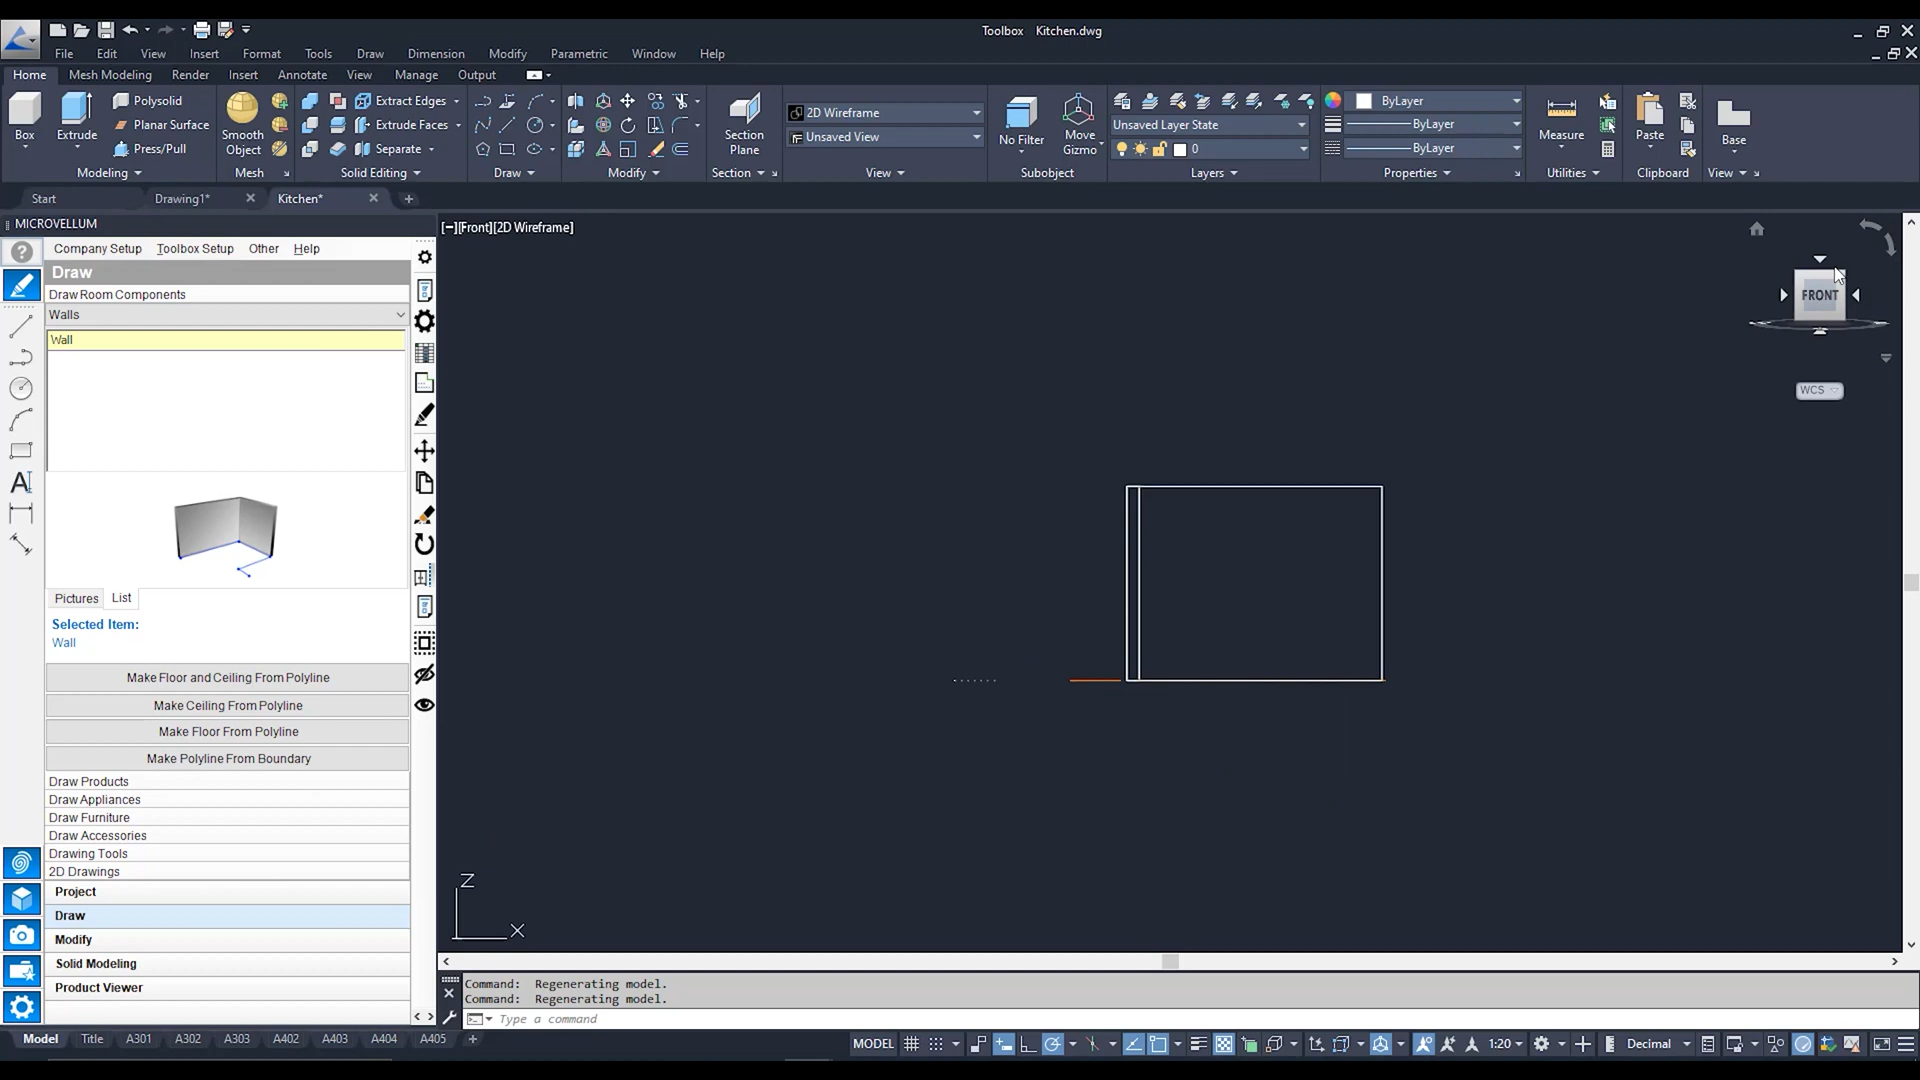 Toolbox Kitchen.dwg
File Edit View Insert Format Tools Draw Dimension Modify Parametric Window Help
Home Mesh Modeling Render Insert Annotate View Manage Output
Box
Extrude
Polysolid
Planar Surface
Press/Pull
Modeling
Smooth
Object
Mesh
Extract Edges
Extrude Faces
Separate
Solid Editing
Draw
Modify
Section
Plane
Section
2D Wireframe
Unsaved View
View
No Filter
Move
Gizmo
Subobject
Unsaved Layer State
0
Layers
ByLayer
ByLayer
ByLayer
Properties
Measure
Utilities
Paste
Clipboard
Base
View
Start Drawing1* Kitchen*
MICROVELLUM
Company Setup Toolbox Setup Other Help
Draw
Draw Room Components
Walls
Wall
Pictures List
Selected Item:
Wall
Make Floor and Ceiling From Polyline
Make Ceiling From Polyline
Make Floor From Polyline
Make Polyline From Boundary
Draw Products
Draw Appliances
Draw Furniture
Draw Accessories
Drawing Tools
2D Drawings
Project
Draw
Modify
Solid Modeling
Product Viewer
[−][Front][2D Wireframe]
FRONT
WCS
Z
X
Command: Regenerating model.
Command: Regenerating model.
Type a command
Model Title A301 A302 A303 A402 A403 A404 A405
MODEL 1:20 Decimal